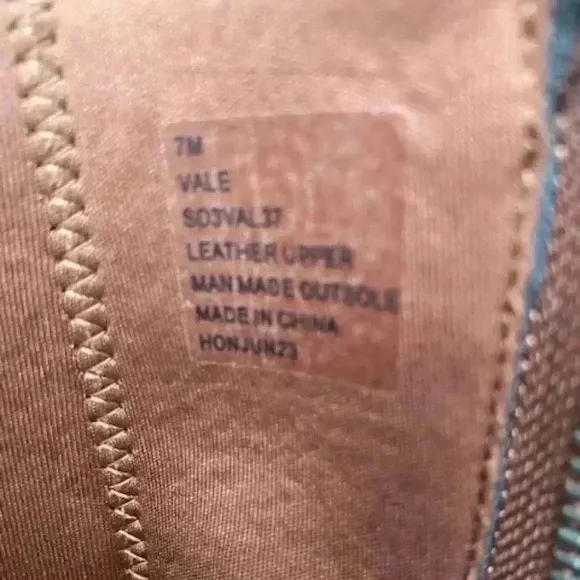 7M
VALE
SO3VAL37
LEATHER UPPER
MAN MADE OUTSOLE
MADE IN CHINA
HONJUN23